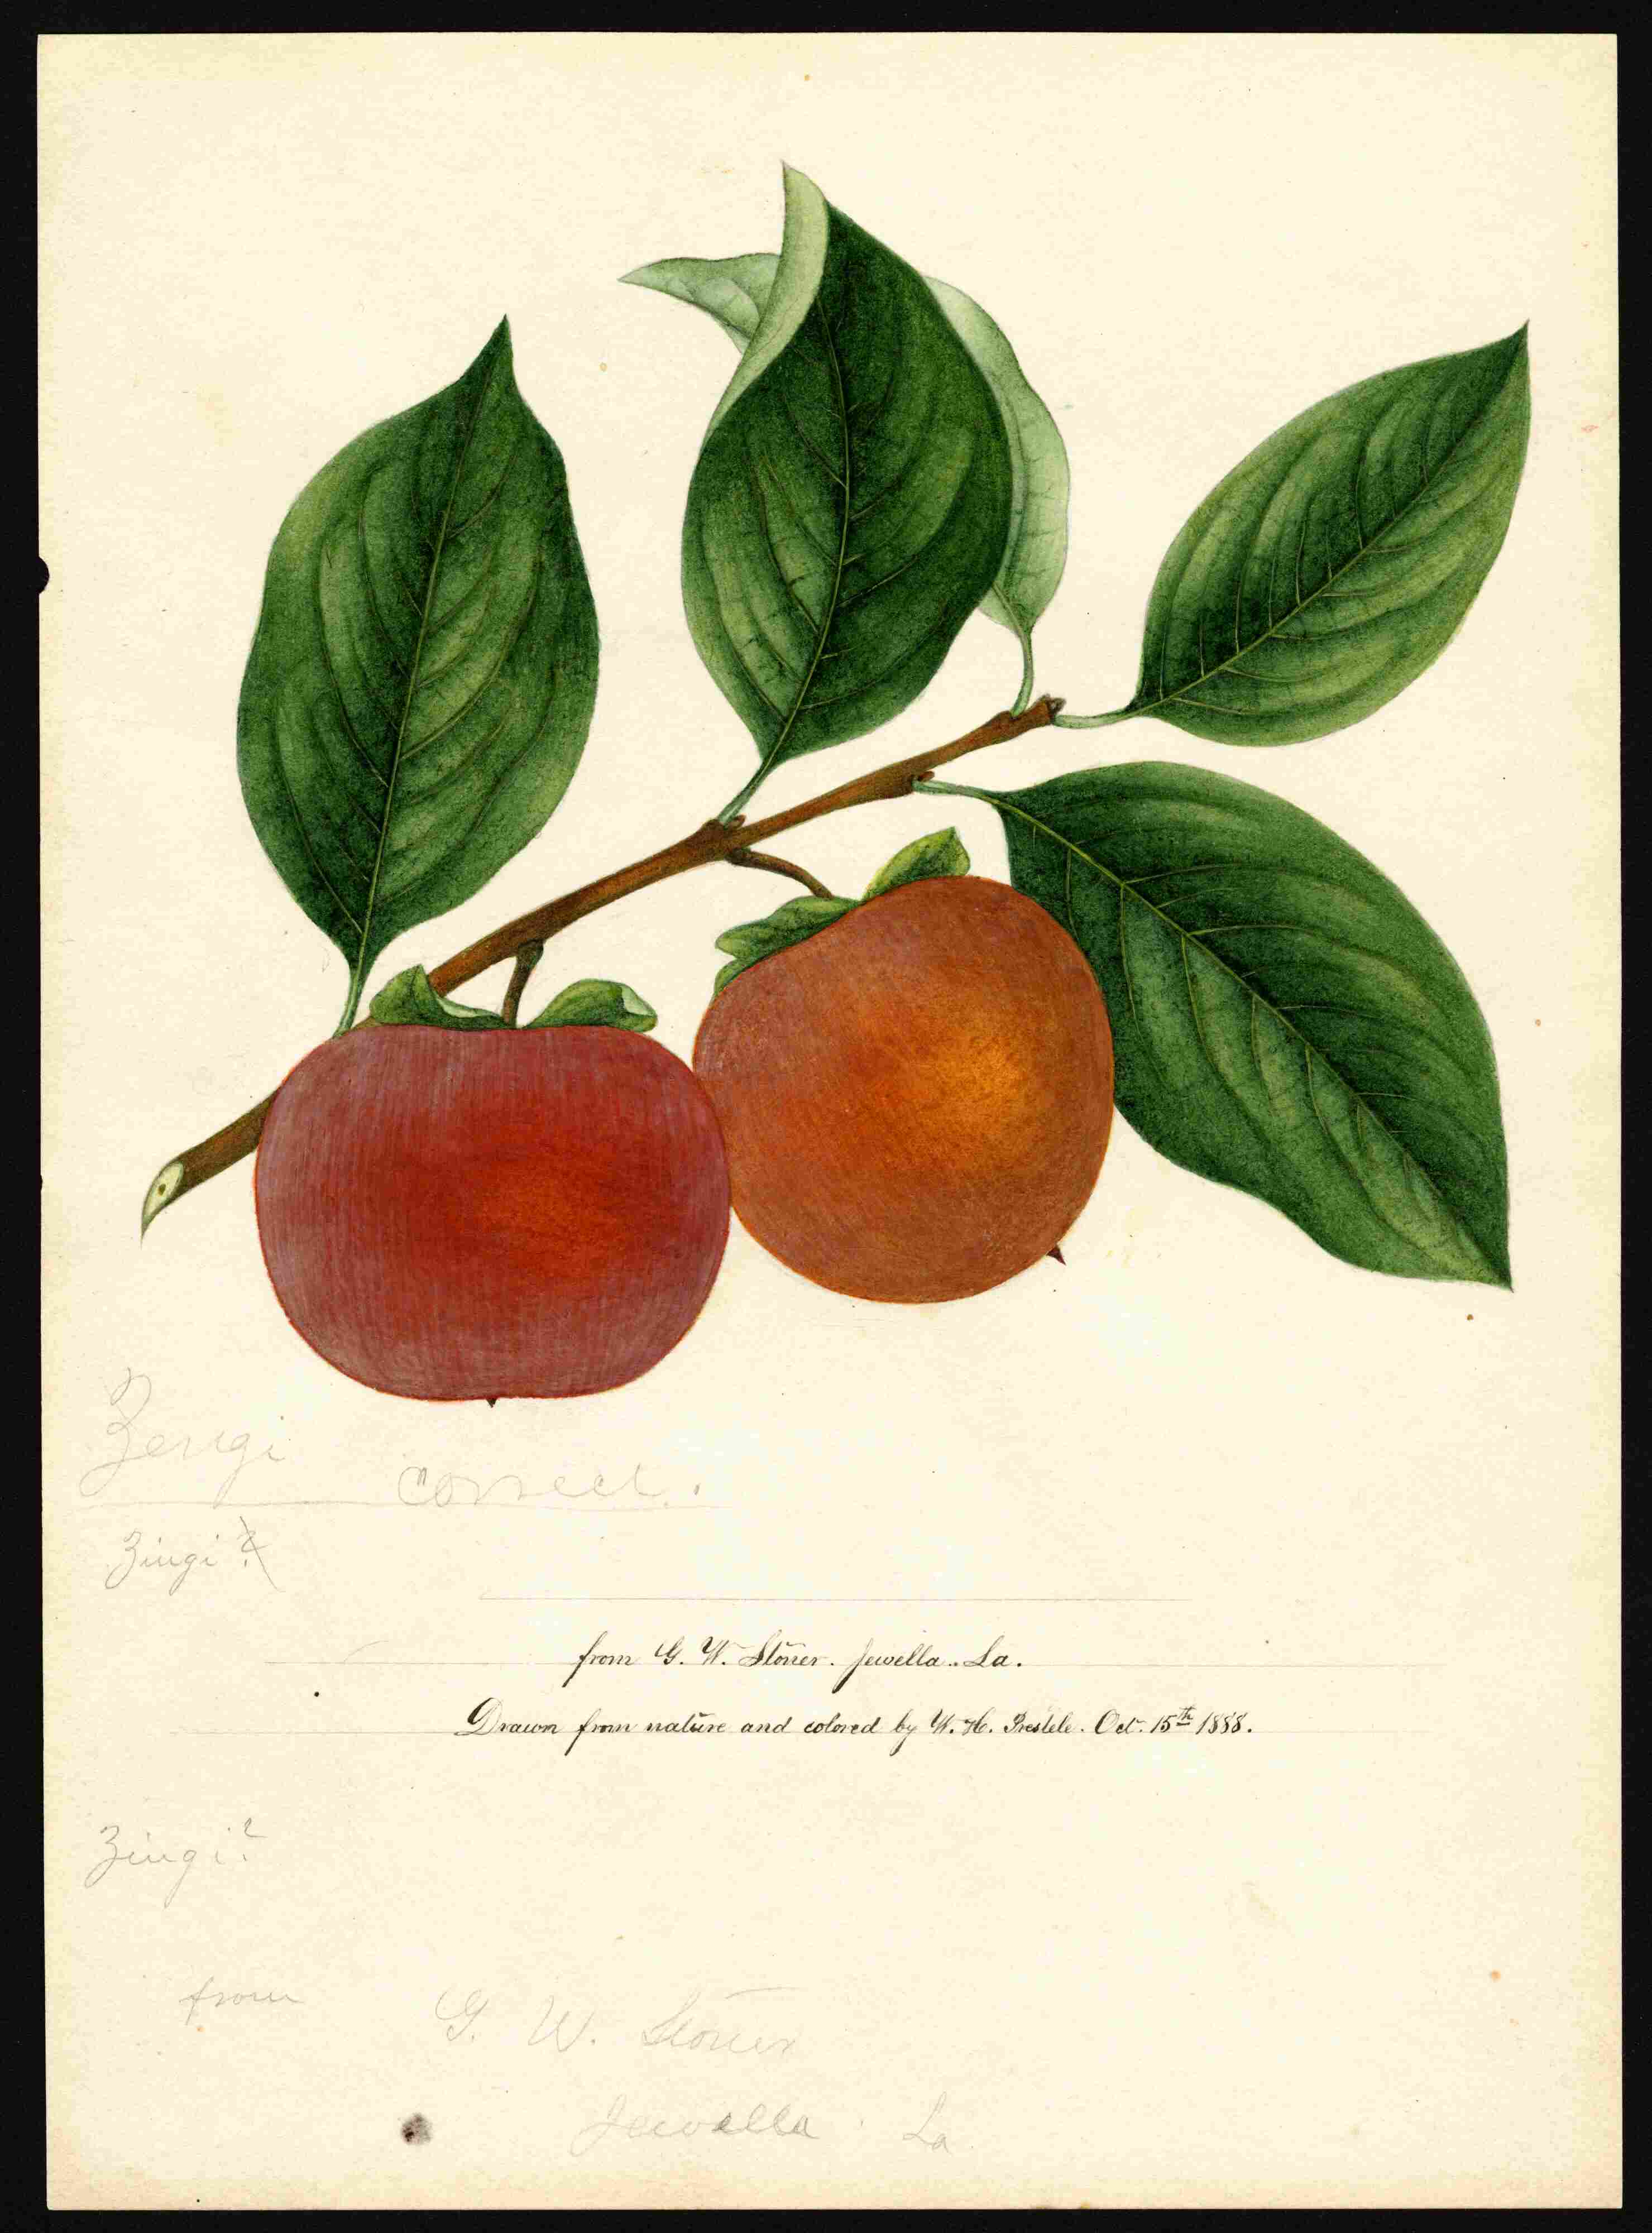 Zengi correct.
Zingi ?
from G. W. Stoner. Jewella. La.
Drawn from nature and colored by W. H. Prestele. Oct. 15th 1888.
Zingi?
from G. W. Stoner
Jewella. La